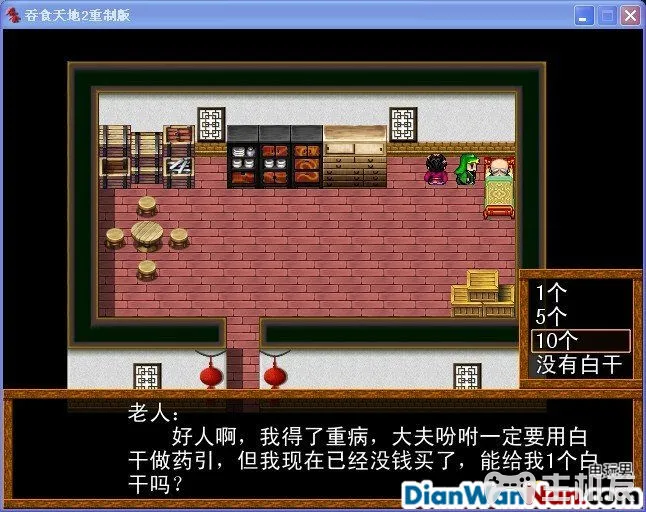 吞食天地2重制版
1个
5个
10个
没有白干
老人：
好人啊，我得了重病，大夫吩咐一定要用白
干做药引，但我现在已经没钱买了，能给我1个白
干吗？
电玩男
DianWanNan.com